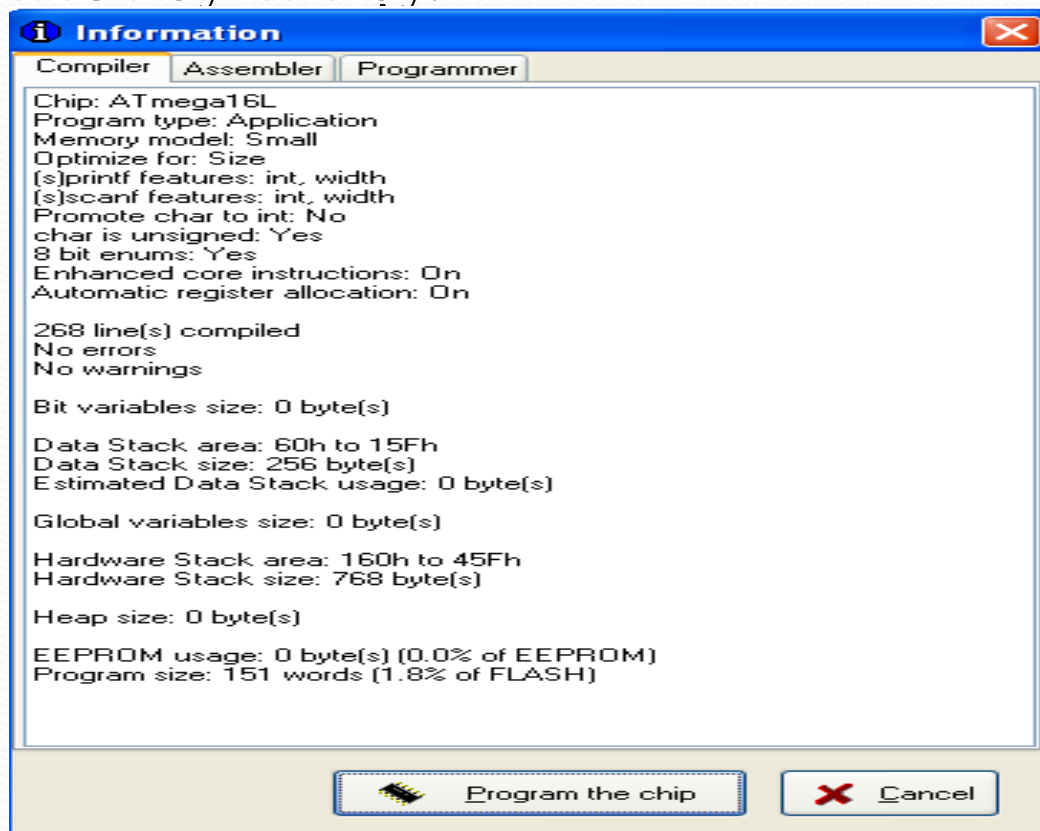 Information
Compiler Assembler Programmer
Chip: ATmega16L
Program type: Application
Memory model: Small
Optimize for: Size
(s)printf features: int, width
(s)scanf features: int, width
Promote char to int: No
char is unsigned: Yes
8 bit enums: Yes
Enhanced core instructions: On
Automatic register allocation: On
268 line(s) compiled
No errors
No warnings
Bit variables size: 0 byte(s)
Data Stack area: 60h to 15Fh
Data Stack size: 256 byte(s)
Estimated Data Stack usage: 0 byte(s)
Global variables size: 0 byte(s)
Hardware Stack area: 160h to 45Fh
Hardware Stack size: 768 byte(s)
Heap size: 0 byte(s)
EEPROM usage: 0 byte(s) (0.0% of EEPROM)
Program size: 151 words (1.8% of FLASH)
Program the chip Cancel